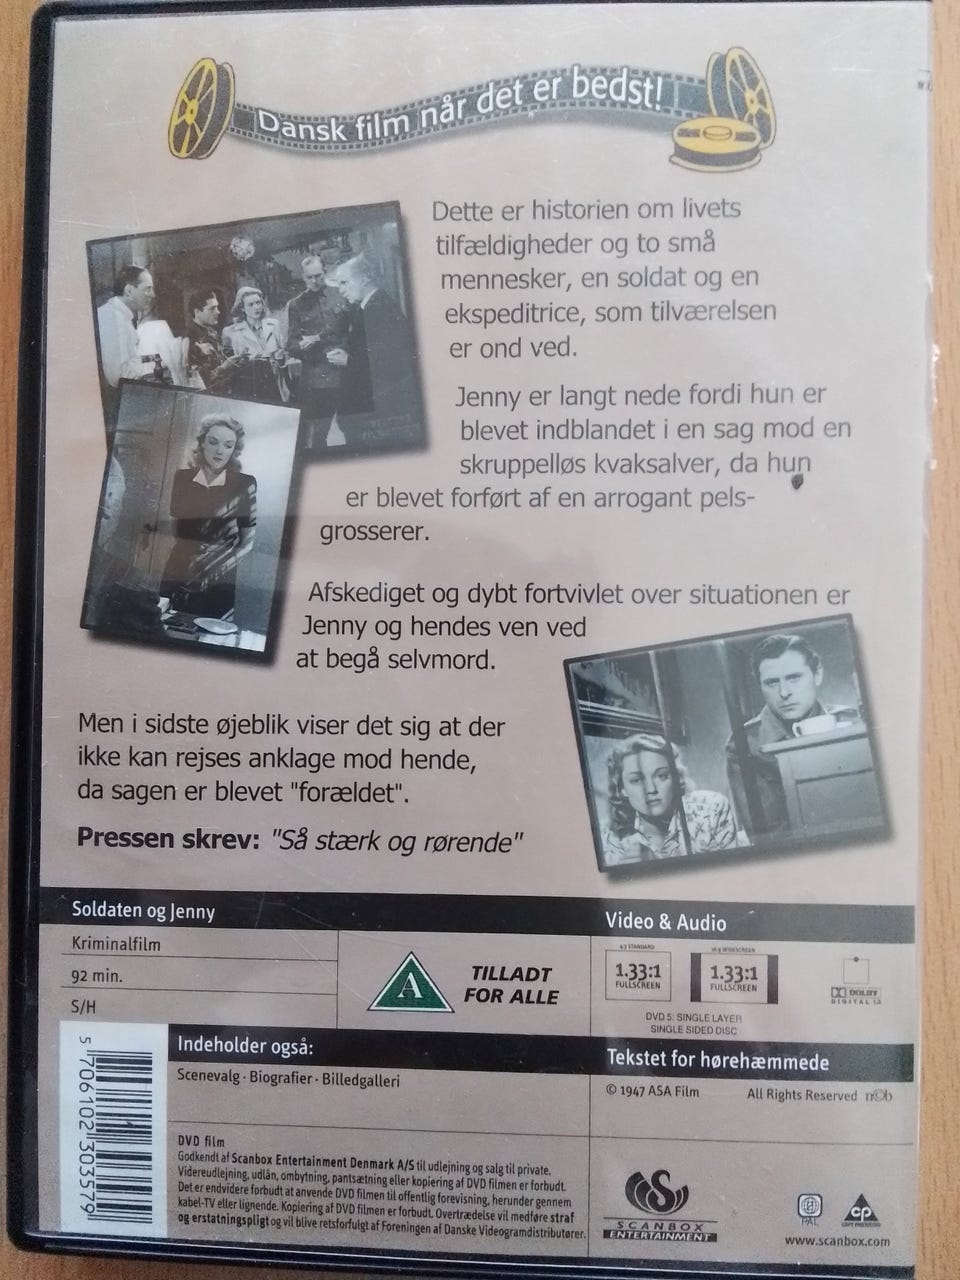 Dansk film når det er bedst!
Dette er historien om livets
tilfældigheder og to små
mennesker, en soldat og en
ekspeditrice, som tilværelsen
er ond ved.
Jenny er langt nede fordi hun er
blevet indblandet i en sag mod en
skruppelløs kvaksalver, da hun
er blevet forført af en arrogant pels-
grosserer.
Afskediget og dybt fortvivlet over situationen er
Jenny og hendes ven ved
at begå selvmord.
Men i sidste øjeblik viser det sig at der
ikke kan rejses anklage mod hende,
da sagen er blevet "forældet".
Pressen skrev: "Så stærk og rørende"
Soldaten og Jenny
Kriminalfilm
92 min.
S/H
A
TILLADT
FOR ALLE
Video & Audio
4:3 STANDARD
1.33:1
FULLSCREEN
16:9 WIDESCREEN
1.33:1
FULLSCREEN
DOLBY
DIGITAL
DVD 5: SINGLE LAYER
SINGLE SIDED DISC
Indeholder også:
Scenevalg · Biografier · Billedgalleri
Tekstet for hørehæmmede
© 1947 ASA Film
All Rights Reserved
5 706102 303579
DVD film
Godkendt af Scanbox Entertainment Denmark A/S til udlejning og salg til private.
Videreudlejning, udlån, ombytning, pantsætning eller kopiering af DVD filmen er forbudt.
Det er endvidere forbudt at anvende DVD filmen til offentlig forevisning, herunder gennem
kabel-TV eller lignende. Kopiering af DVD filmen er forbudt. Overtrædelse vil medføre straf
og erstatningspligt og vil blive retsforfulgt af Foreningen af Danske Videogramdistributører.
SCANBOX
ENTERTAINMENT
PAL
cp
www.scanbox.com